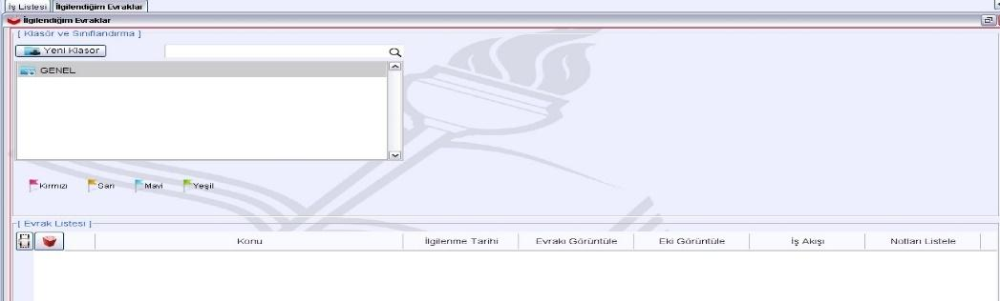 İş Listesi İlgilendiğim Evraklar
İlgilendiğim Evraklar
[ Klasör ve Sınıflandırma ]
Yeni Klasör
GENEL
Kırmızı Sarı Mavi Yeşil
[ Evrak Listesi ]
Konu İlgilenme Tarihi Evrakı Görüntüle Eki Görüntüle İş Akışı Notları Listele